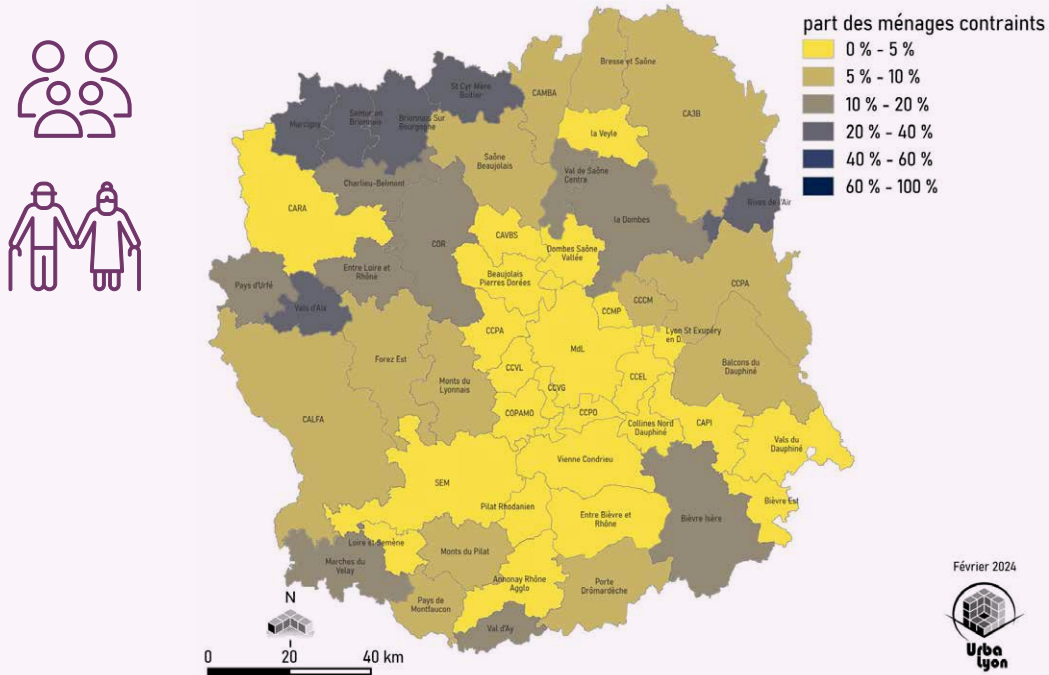 part des ménages contraints
0 % - 5 %
5 % - 10 %
10 % - 20 %
20 % - 40 %
40 % - 60 %
60 % - 100 %
Bresse et Saône
St Cyr Mère
Boitier
CAMBA
CA3B
Marcigny
Semur en
Brionnais
Brionnais Sur
Bourgogne
la Veyle
Saône
Beaujolais
Val de Saône
Centre
Charlieu-Belmont
Rives de l'Ain
CARA
la Dombes
COR
CAVBS
Dombes Saône
Vallée
Entre Loire et
Rhône
Beaujolais
Pierres Dorées
Pays d'Urfé
CCPA
Vals d'Aix
CCCM
CCMP
CCPA
Lyon St Exupéry
en D.
MdL
Forez Est
Balcons du
Dauphiné
CCVL
CCEL
Monts du
Lyonnais
CCVG
COPAMO
CCPO
CALFA
Collines Nord
Dauphiné
CAPI
Vals du
Dauphiné
Vienne Condrieu
SEM
Bièvre Est
Pilat Rhodanien
Entre Bièvre et
Rhône
Bièvre Isère
Loire et Semène
Monts du Pilat
Marches du
Velay
Annonay Rhône
Agglo
Porte
Drômardèche
Pays de
Montfaucon
Val d'Ay
Février 2024
N
0
20
40 km
Urba
Lyon